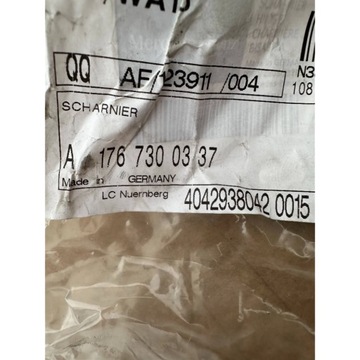 QQ AF/123911 /004
N3
108
SCHARNIER
A 176 730 03 37
Made in GERMANY
LC Nuernberg
4042938042 0015